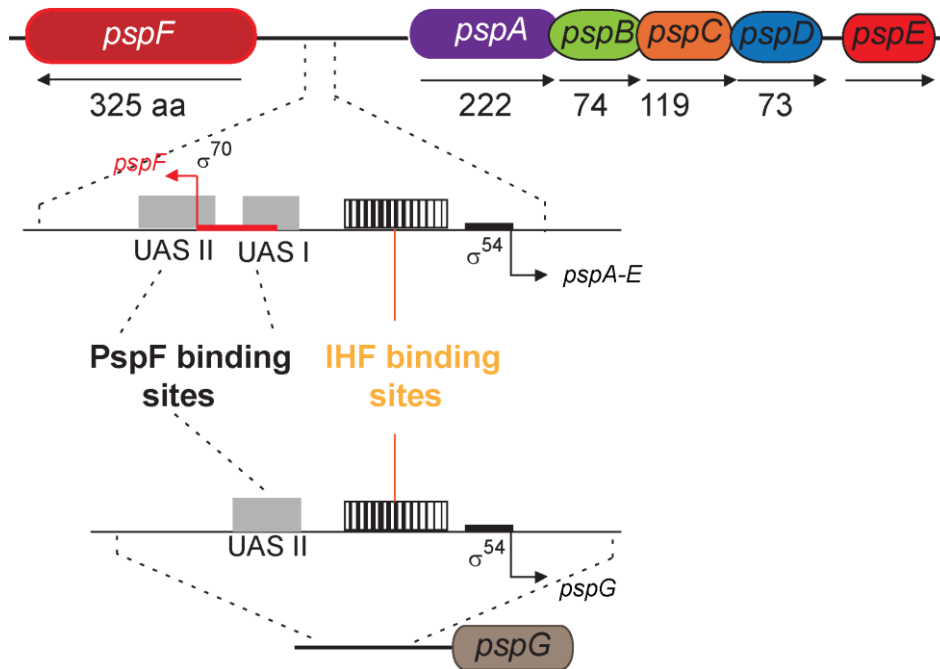 pspF pspA pspB pspC pspD pspE
325 aa 222 74 119 73
pspF σ⁷⁰
UAS II UAS I
σ⁵⁴
pspA-E
PspF binding sites
IHF binding sites
UAS II
σ⁵⁴
pspG
pspG